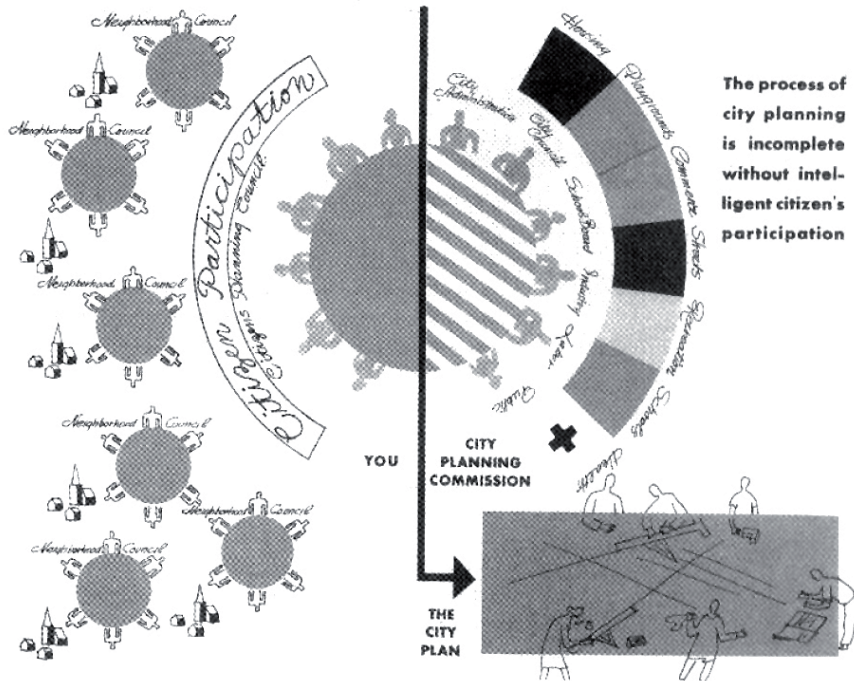 Neighborhood Council
Neighborhood Council
Neighborhood Council
Neighborhood Council
Neighborhood Council
Neighborhood Council
Citizen Participation
Citizens Planning Council
City
Administration
City
Council
School Board
Industry
Labor
Public
Housing
Playgrounds
Commerce
Streets
Recreation
Schools
Health
The process of
city planning
is incomplete
without intel-
ligent citizen's
participation
YOU
CITY
PLANNING
COMMISSION
THE
CITY
PLAN